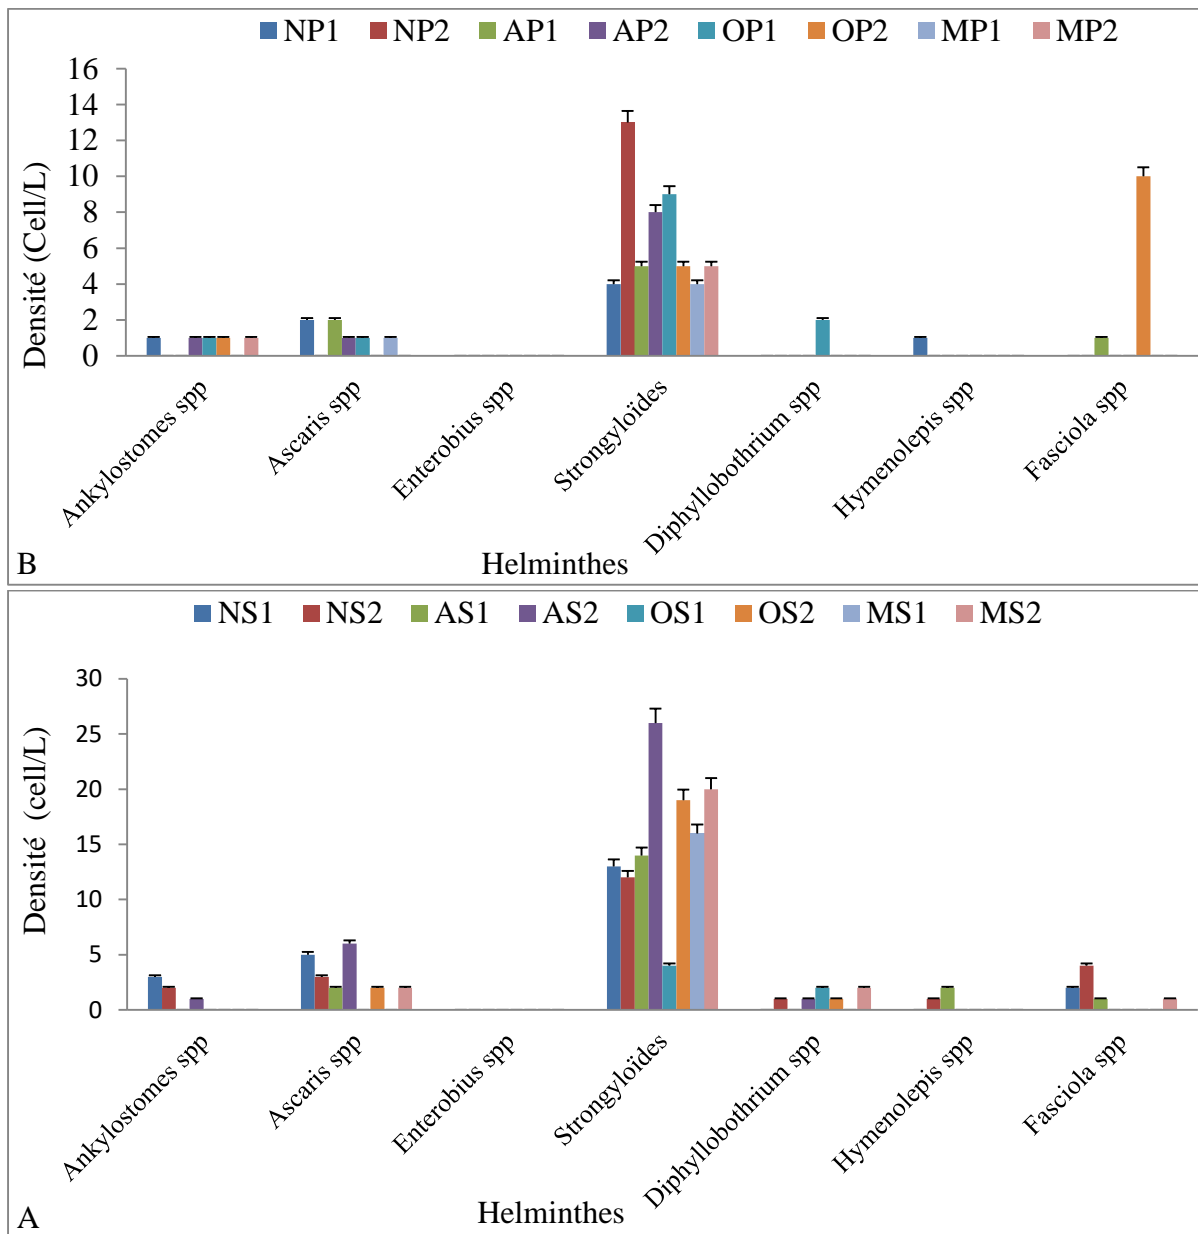 NP1 NP2 AP1 AP2 OP1 OP2 MP1 MP2
16
14
12
10
8
6
4
2
0
Densité (Cell/L)
Ankylostomes spp
Ascaris spp
Enterobius spp
Strongyloïdes
Diphyllobothrium spp
Hymenolepis spp
Fasciola spp
B
Helminthes
NS1 NS2 AS1 AS2 OS1 OS2 MS1 MS2
30
25
20
15
10
5
0
Densité (cell/L)
Ankylostomes spp
Ascaris spp
Enterobius spp
Strongyloïdes
Diphyllobothrium spp
Hymenolepis spp
Fasciola spp
A
Helminthes